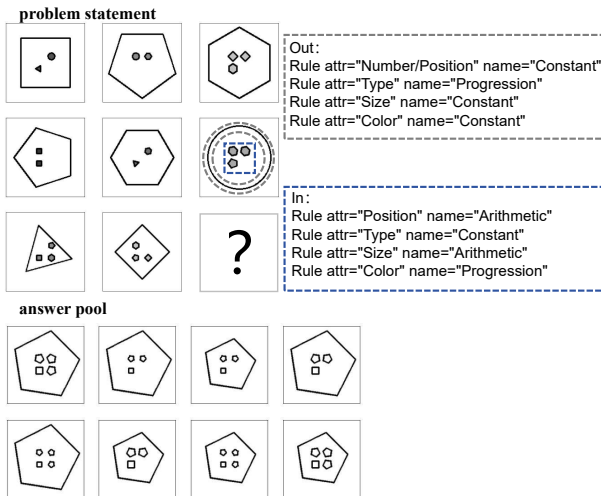 problem statement
Out:
Rule attr="Number/Position" name="Constant"
Rule attr="Type" name="Progression"
Rule attr="Size" name="Constant"
Rule attr="Color" name="Constant"
In:
Rule attr="Position" name="Arithmetic"
Rule attr="Type" name="Constant"
Rule attr="Size" name="Arithmetic"
Rule attr="Color" name="Progression"
?
answer pool